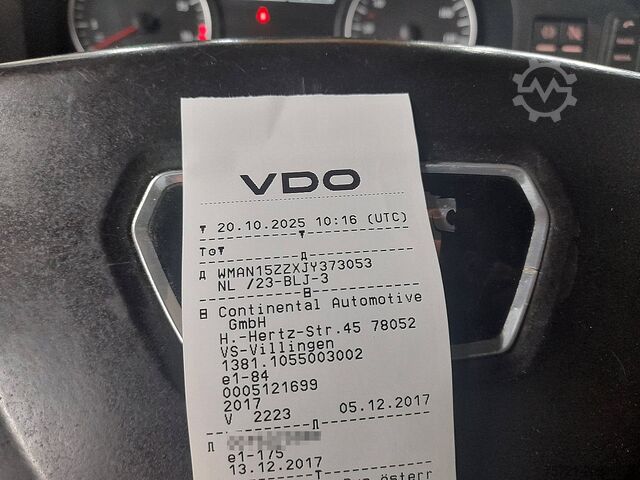 VDO
▼ 20.10.2025 10:16 (UTC)
▼
To▼
WMAN15ZZXJY373053
NL /23-BLJ-3
Continental Automotive
GmbH
H.-Hertz-Str.45 78052
VS-Villingen
1381.1055003002
e1-84
0005121699
2017
V 2223 05.12.2017
e1-175
13.12.2017
T